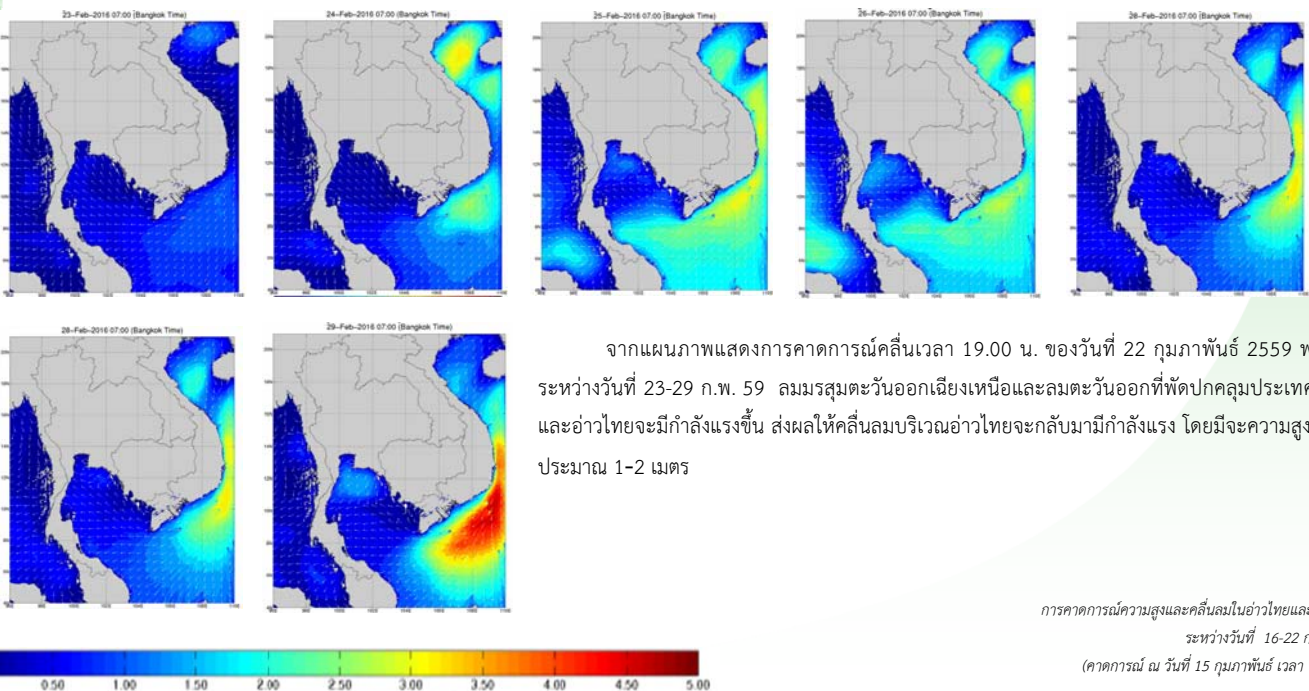 23-Feb-2016 07:00 (Bangkok Time)
24-Feb-2016 07:00 (Bangkok Time)
25-Feb-2016 07:00 (Bangkok Time)
26-Feb-2016 07:00 (Bangkok Time)
28-Feb-2016 07:00 (Bangkok Time)
28-Feb-2016 07:00 (Bangkok Time)
29-Feb-2016 07:00 (Bangkok Time)
จากแผนภาพแสดงการคาดการณ์คลื่นเวลา 19.00 น. ของวันที่ 22 กุมภาพันธ์ 2559 พ
ระหว่างวันที่ 23-29 ก.พ. 59 ลมมรสุมตะวันออกเฉียงเหนือและลมตะวันออกที่พัดปกคลุมประเทศ
และอ่าวไทยจะมีกำลังแรงขึ้น ส่งผลให้คลื่นลมบริเวณอ่าวไทยจะกลับมามีกำลังแรง โดยมีจะความสูง
ประมาณ 1-2 เมตร
การคาดการณ์ความสูงและคลื่นลมในอ่าวไทยและ
ระหว่างวันที่ 16-22 ก
(คาดการณ์ ณ วันที่ 15 กุมภาพันธ์ เวลา
0.50 1.00 1.50 2.00 2.50 3.00 3.50 4.00 4.50 5.00